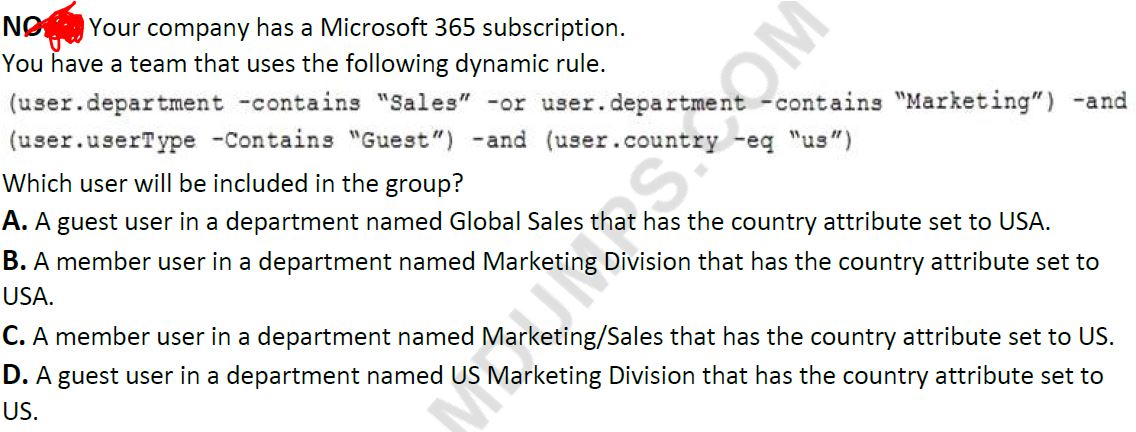 NO Your company has a Microsoft 365 subscription.
You have a team that uses the following dynamic rule.
(user.department -contains "Sales" -or user.department -contains "Marketing") -and
(user.userType -Contains "Guest") -and (user.country -eq "us")
Which user will be included in the group?
A. A guest user in a department named Global Sales that has the country attribute set to USA.
B. A member user in a department named Marketing Division that has the country attribute set to
USA.
C. A member user in a department named Marketing/Sales that has the country attribute set to US.
D. A guest user in a department named US Marketing Division that has the country attribute set to
US.
MDUMPS.COM